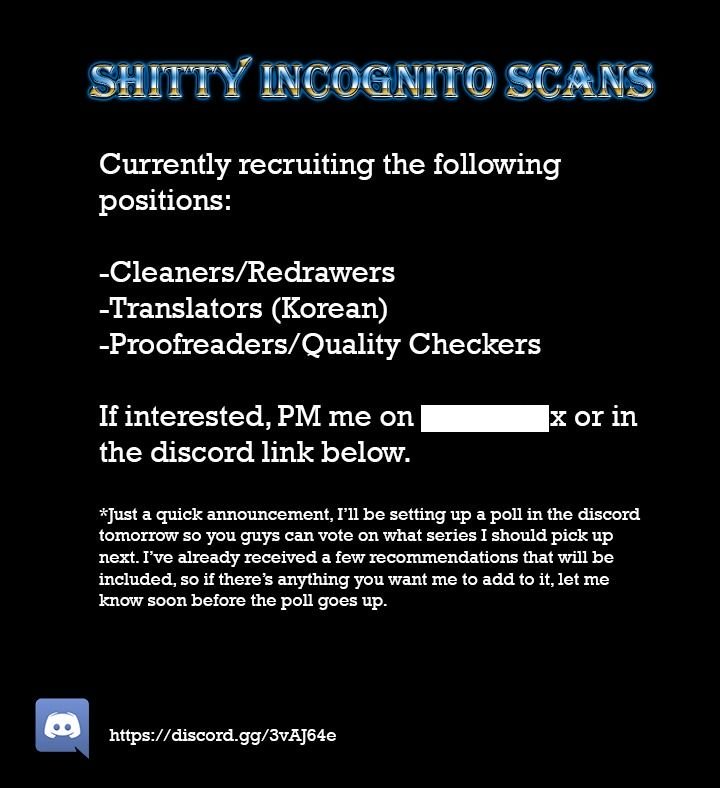 SHITTY INCOGNITO SCANS
Currently recruiting the following
positions:
-Cleaners/Redrawers
-Translators (Korean)
-Proofreaders/Quality Checkers
If interested, PM me on x or in
the discord link below.
*Just a quick announcement, I'll be setting up a poll in the discord
tomorrow so you guys can vote on what series I should pick up
next. I've already received a few recommendations that will be
included, so if there's anything you want me to add to it, let me
know soon before the poll goes up.
https://discord.gg/3vAJ64e